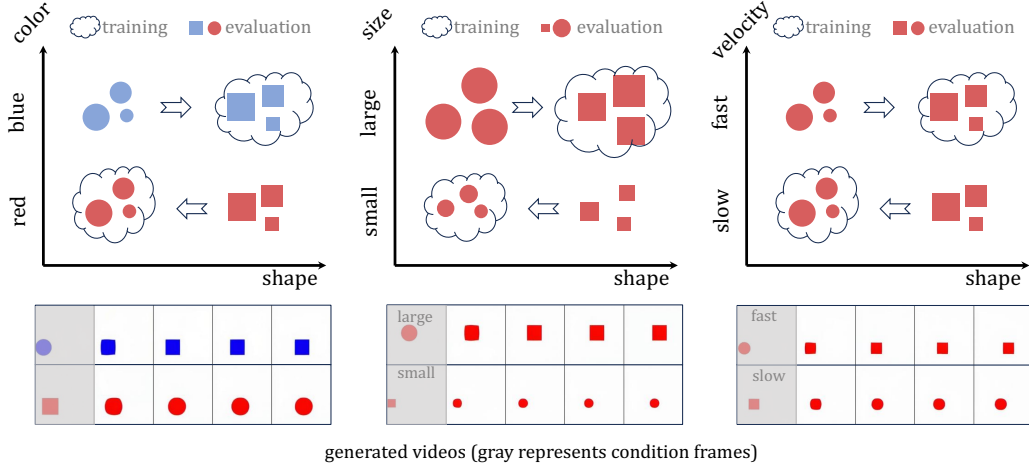 color
training
evaluation
blue
red
shape
size
training
evaluation
large
small
shape
velocity
training
evaluation
fast
slow
shape
large
small
fast
slow
generated videos (gray represents condition frames)